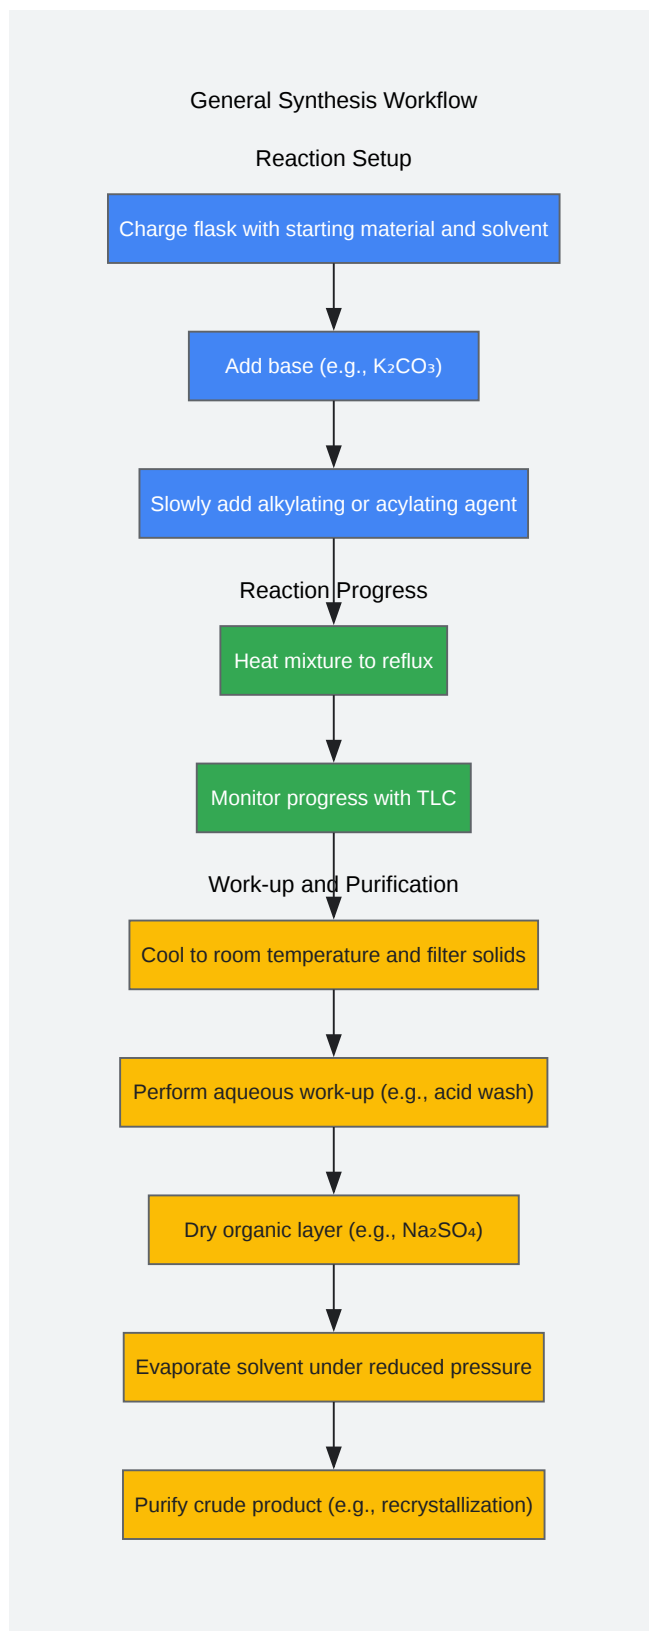 General Synthesis Workflow
Reaction Setup
Charge flask with starting material and solvent
Add base (e.g., K₂CO₃)
Slowly add alkylating or acylating agent
Reaction Progress
Heat mixture to reflux
Monitor progress with TLC
Work-up and Purification
Cool to room temperature and filter solids
Perform aqueous work-up (e.g., acid wash)
Dry organic layer (e.g., Na₂SO₄)
Evaporate solvent under reduced pressure
Purify crude product (e.g., recrystallization)